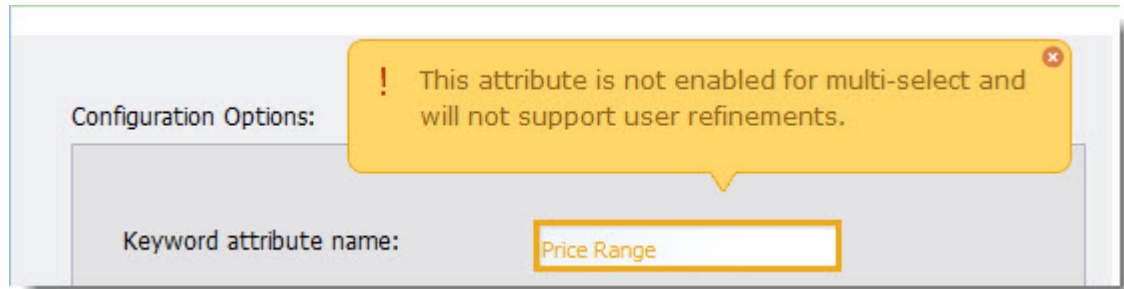 ! This attribute is not enabled for multi-select and
will not support user refinements.
Configuration Options:
Keyword attribute name:
Price Range